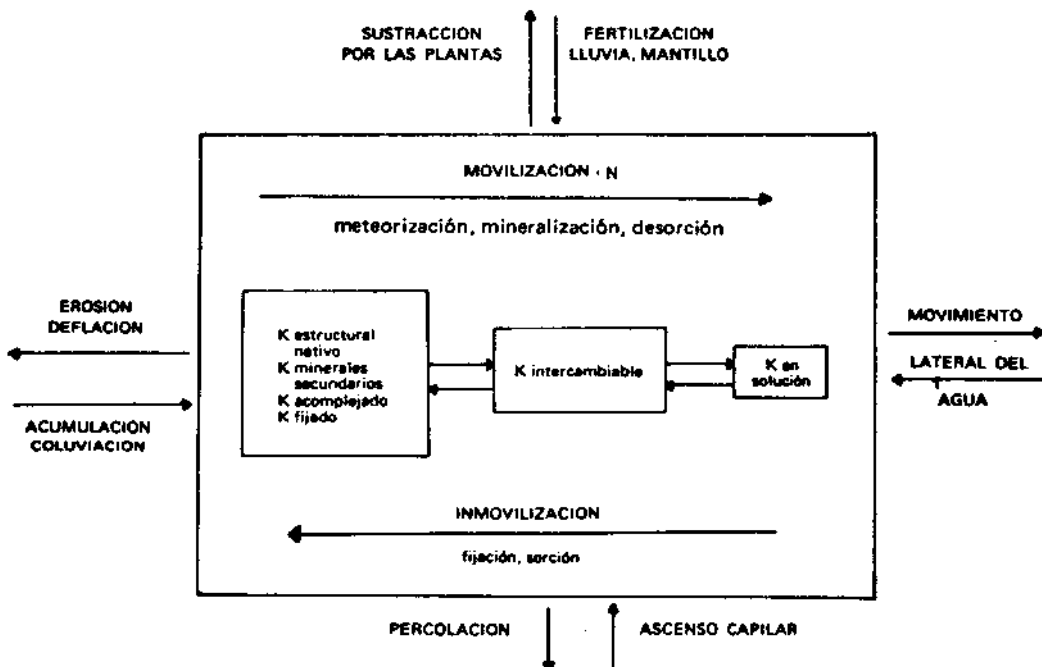 SUSTRACCION
POR LAS PLANTAS
FERTILIZACION
LLUVIA, MANTILLO
MOVILIZACION · N
meteorización, mineralización, desorción
EROSION
DEFLACION
ACUMULACION
COLUVIACION
K estructural
nativo
K minerales
secundarios
K acomplejado
K fijado
K intercambiable
K en
solución
MOVIMIENTO
LATERAL DEL
AGUA
INMOVILIZACION
fijación, sorción
PERCOLACION
ASCENSO CAPILAR